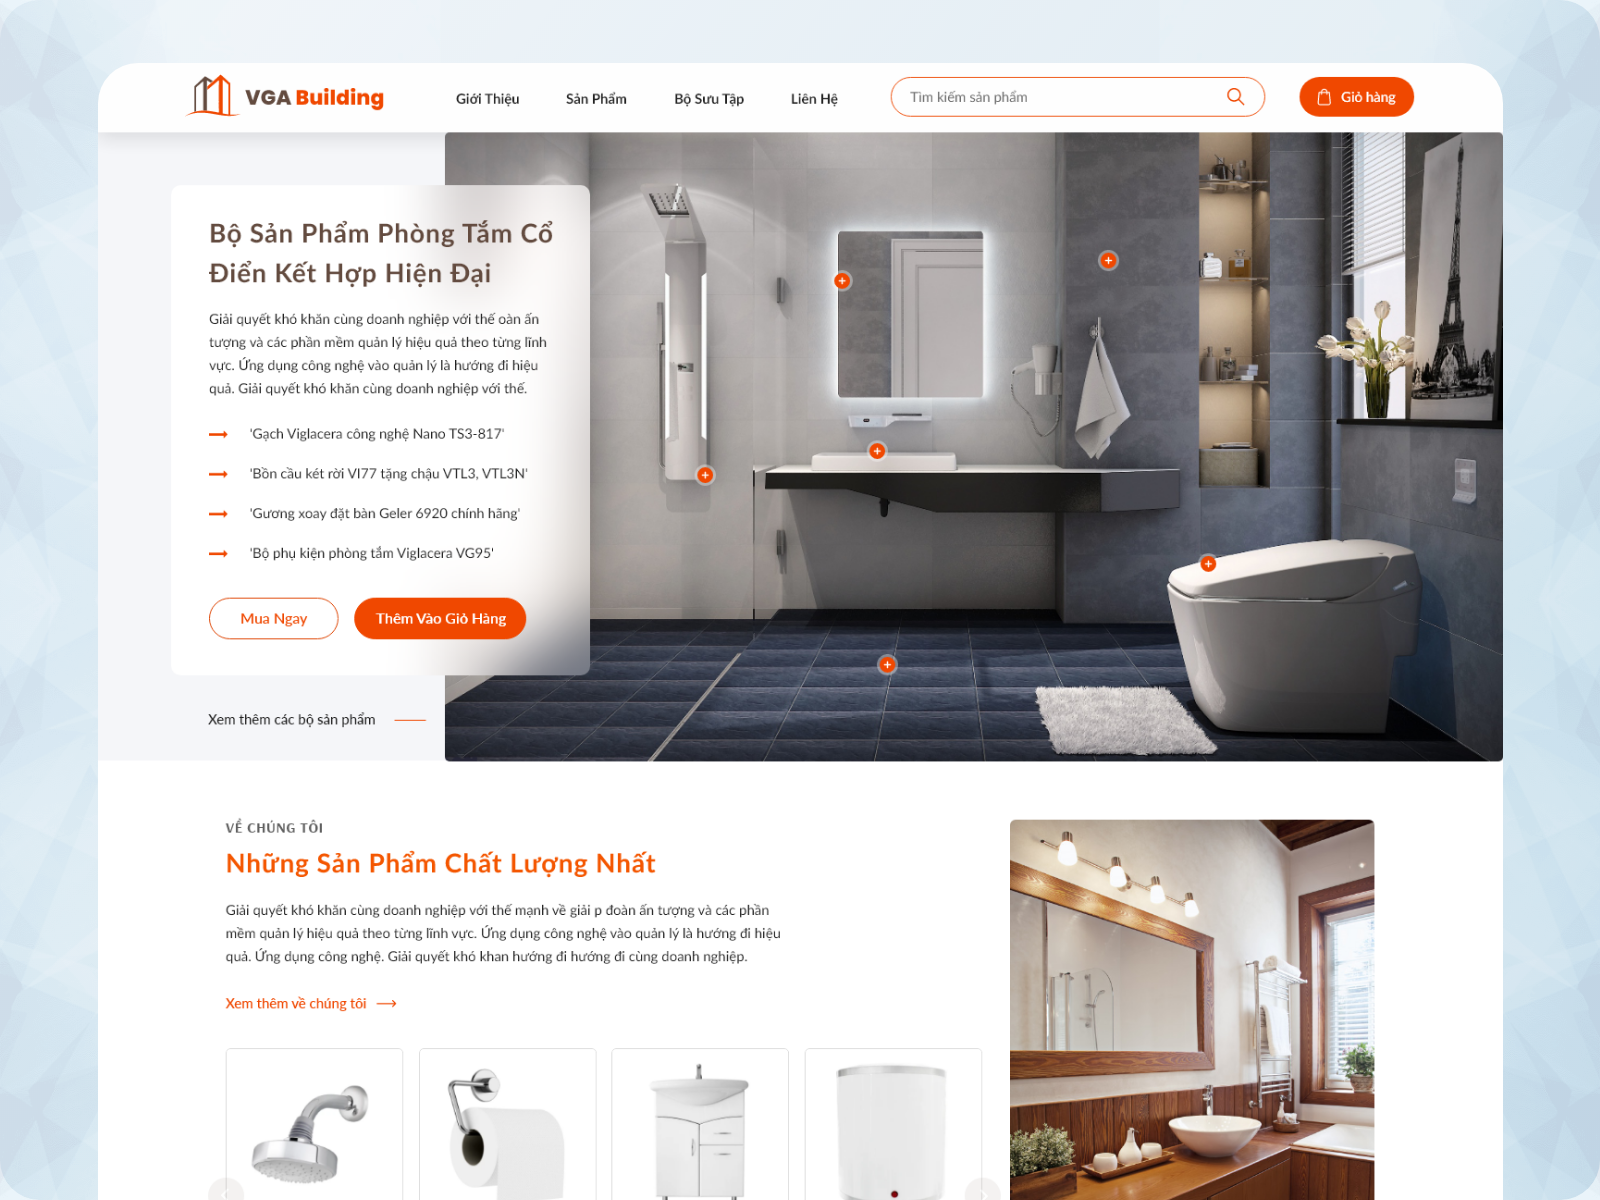 VGA Building
Giới Thiệu
Sản Phẩm
Bộ Sưu Tập
Liên Hệ
Tìm kiếm sản phẩm
Giỏ hàng
Bộ Sản Phẩm Phòng Tắm Cổ
Điển Kết Hợp Hiện Đại
Giải quyết khó khăn cùng doanh nghiệp với thế oàn ấn
tượng và các phần mềm quản lý hiệu quả theo từng lĩnh
vực. Ứng dụng công nghệ vào quản lý là hướng đi hiệu
quả. Giải quyết khó khăn cùng doanh nghiệp với thế.
'Gạch Viglacera công nghệ Nano TS3-817'
'Bồn cầu két rời VI77 tặng chậu VTL3, VTL3N'
'Gương xoay đặt bàn Geler 6920 chính hãng'
'Bộ phụ kiện phòng tắm Viglacera VG95'
Mua Ngay
Thêm Vào Giỏ Hàng
Xem thêm các bộ sản phẩm
VỀ CHÚNG TÔI
Những Sản Phẩm Chất Lượng Nhất
Giải quyết khó khăn cùng doanh nghiệp với thế mạnh về giải p đoàn ấn tượng và các phần
mềm quản lý hiệu quả theo từng lĩnh vực. Ứng dụng công nghệ vào quản lý là hướng đi hiệu
quả. Ứng dụng công nghệ. Giải quyết khó khan hướng đi hướng đi cùng doanh nghiệp.
Xem thêm về chúng tôi